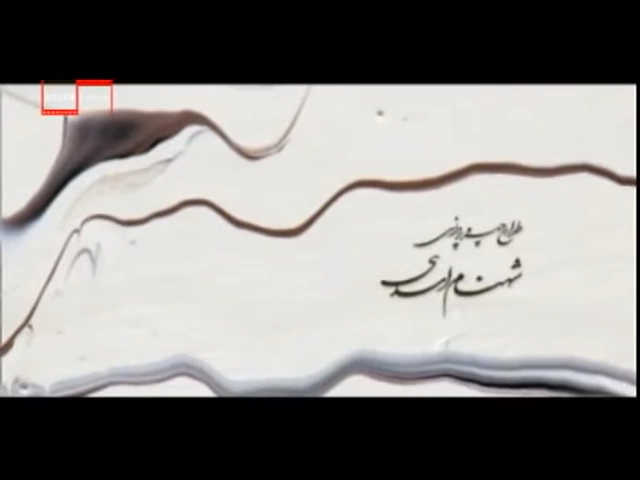 طراح چهره پردازی
شهنام اسدی